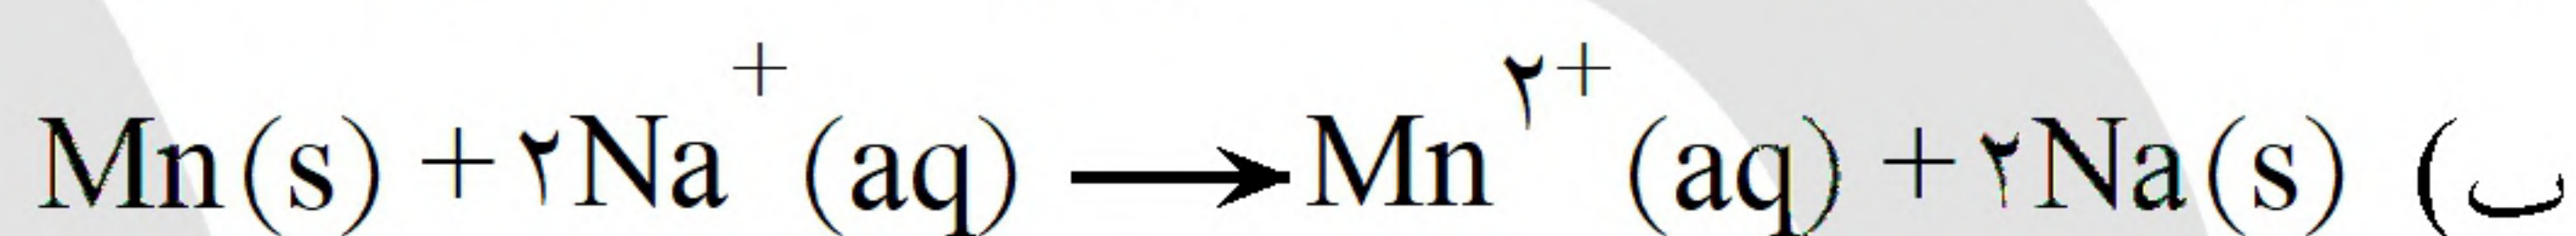 ب) Mn(s) + ۲Na⁺(aq) ⟶ Mn²⁺(aq) + ۲Na(s)